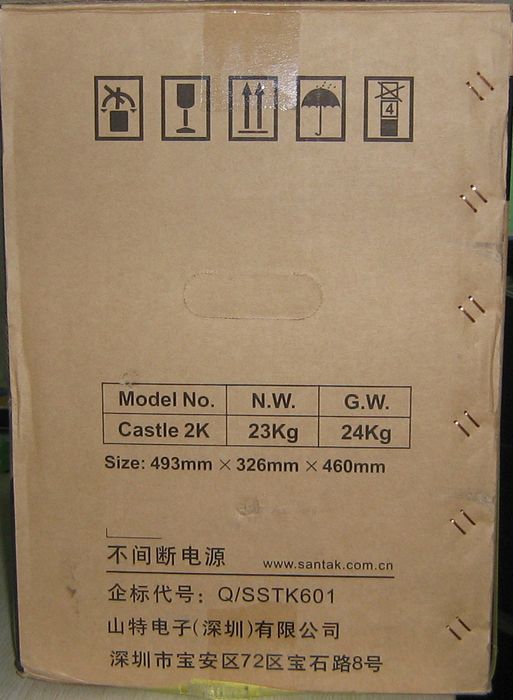 4
Model No. N.W. G.W.
Castle 2K 23Kg 24Kg
Size: 493mm × 326mm × 460mm
不间断电源 www.santak.com.cn
企标代号: Q/SSTK601
山特电子(深圳)有限公司
深圳市宝安区72区宝石路8号